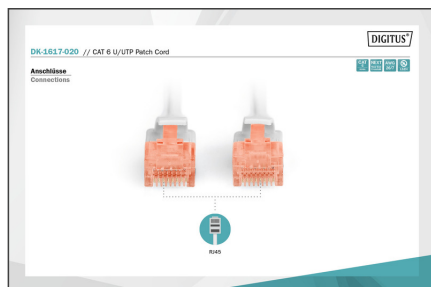 DIGITUS®
DK-1617-020 // CAT 6 U/UTP Patch Cord
Anschlüsse
Connections
RJ45